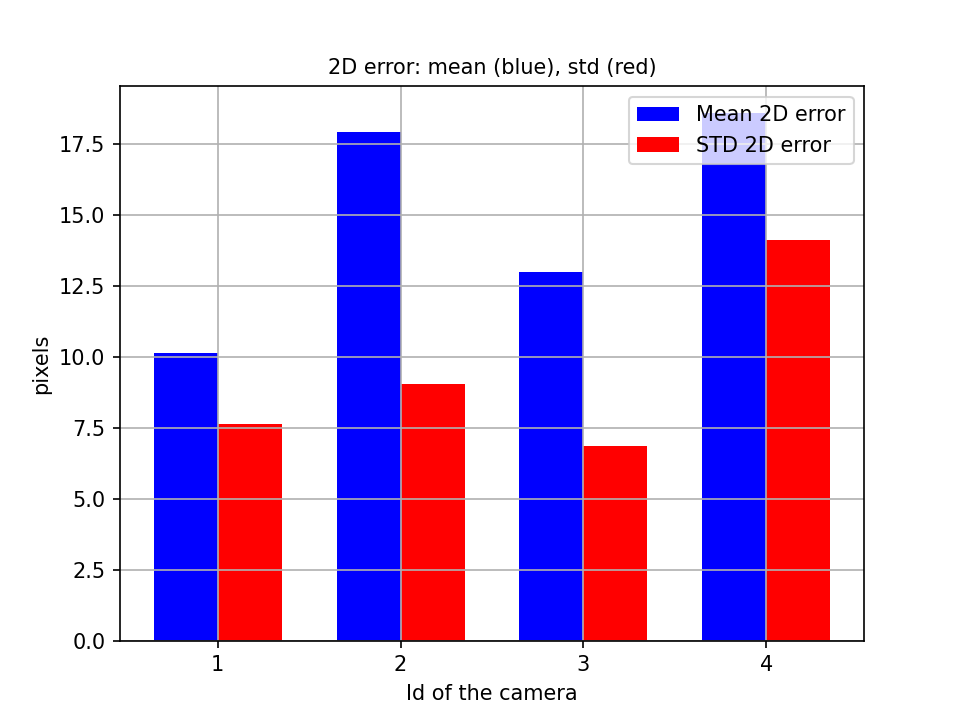 2D error: mean (blue), std (red)
Mean 2D error
STD 2D error
17.5
15.0
12.5
10.0
7.5
5.0
2.5
0.0
pixels
1 2 3 4
Id of the camera